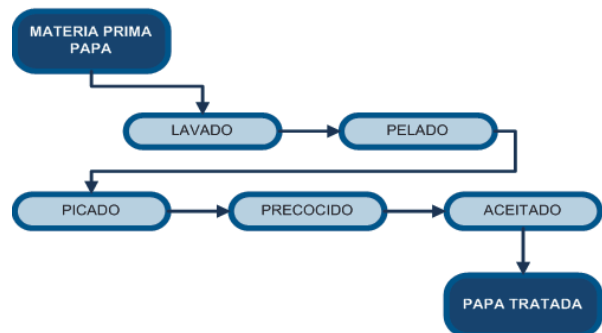 MATERIA PRIMA
PAPA
LAVADO
PELADO
PICADO
PRECOCIDO
ACEITADO
PAPA TRATADA